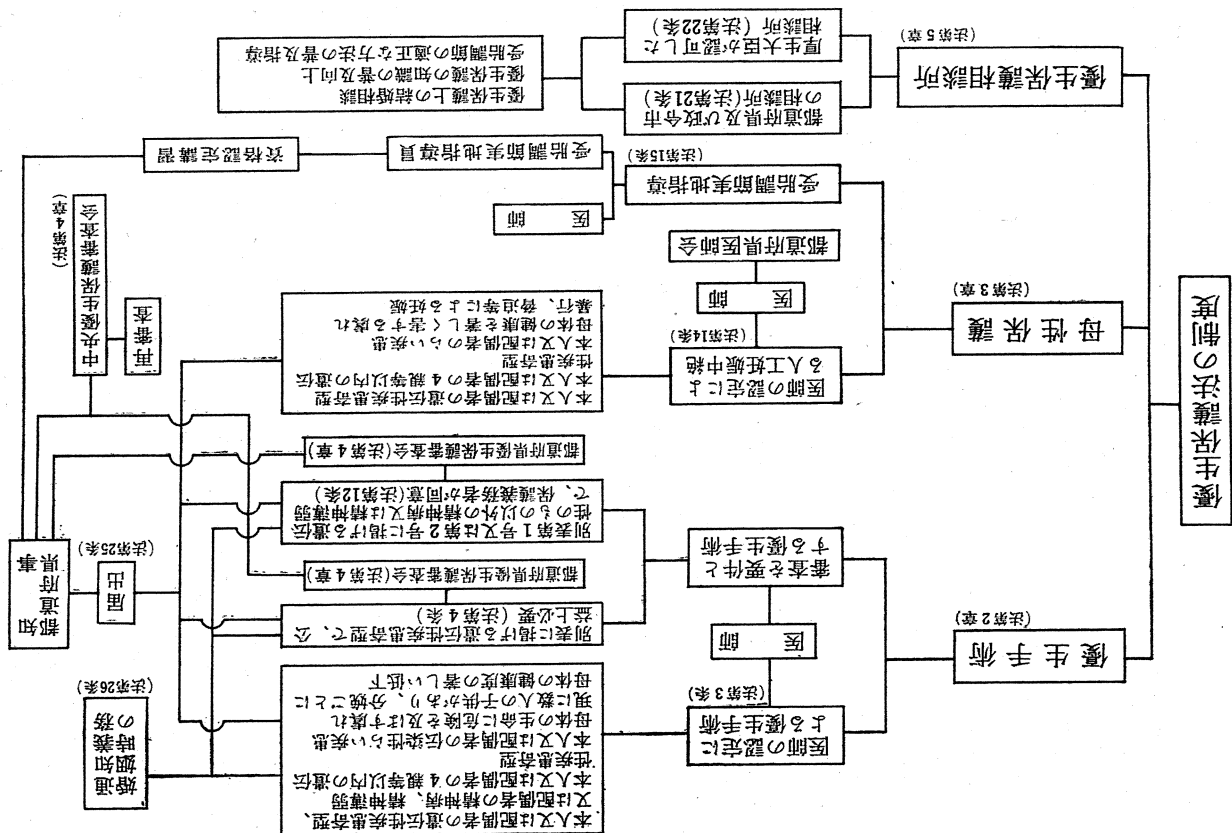 優生保護法の制度
優生手術
(法第2章)
医師の認定に
よる優生手術
(法第3条)
医師
審査を要件と
する優生手術
本人又は配偶者の遺伝性疾患奇型、
又は配偶者の精神病、精神薄弱
本人又は配偶者の4親等以内の遺伝
性疾患奇型
本人又は配偶者の伝染性らい疾患
母体の生命に危険を及ぼす虞れ
現に数人の子供があり、分娩ごとに
母体の健康度の著しい低下
別表に掲げる遺伝性疾患奇型で、公
益上必要(法第4条)
都道府県優生保護審査会(法第4章)
別表第1号又は第2号に掲げる遺伝
性のもの以外の精神病又は精神薄弱
で、保護義務者が同意(法第12条)
都道府県優生保護審査会(法第4章)
婚姻時の
通知義務
(法第26条)
届出
(法第25条)
都道府県
知事
母性保護
(法第3章)
医師の認定によ
る人工妊娠中絶
(法第14条)
医師
都道府県医師会
本人又は配偶者の遺伝性疾患奇型
本人又は配偶者の4親等以内の遺伝
性疾患奇型
本人又は配偶者のらい疾患
母体の健康を著しく害する虞れ
暴行、脅迫等による妊娠
再審査
中央優生保護審査会
(法第4章)
受胎調節実地指導
(法第15条)
医師
受胎調節実地指導員
資格認定講習
優生保護相談所
(法第5章)
都道府県及び政令市
の相談所(法第21条)
厚生大臣が認可した
相談所(法第22条)
優生保護上の結婚相談
優生保護の知識の普及向上
受胎調節の適正な方法の普及指導